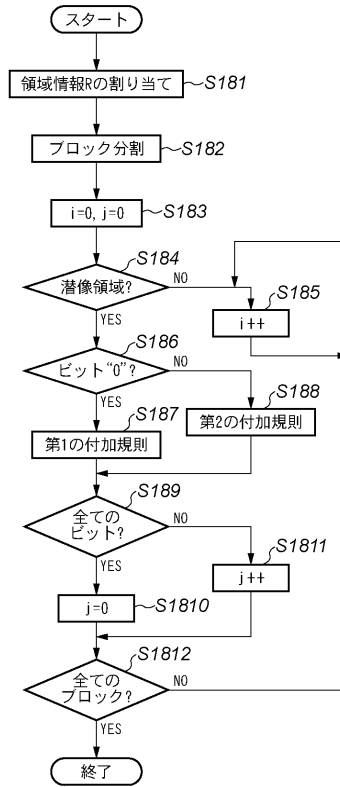 スタート
領域情報Rの割り当て
S181
ブロック分割
S182
i=0, j=0
S183
潜像領域?
S184
NO
YES
i++
S185
ビット“0”?
S186
NO
YES
第1の付加規則
S187
第2の付加規則
S188
全ての
ビット?
S189
NO
YES
j=0
S1810
j++
S1811
全ての
ブロック?
S1812
NO
YES
終了